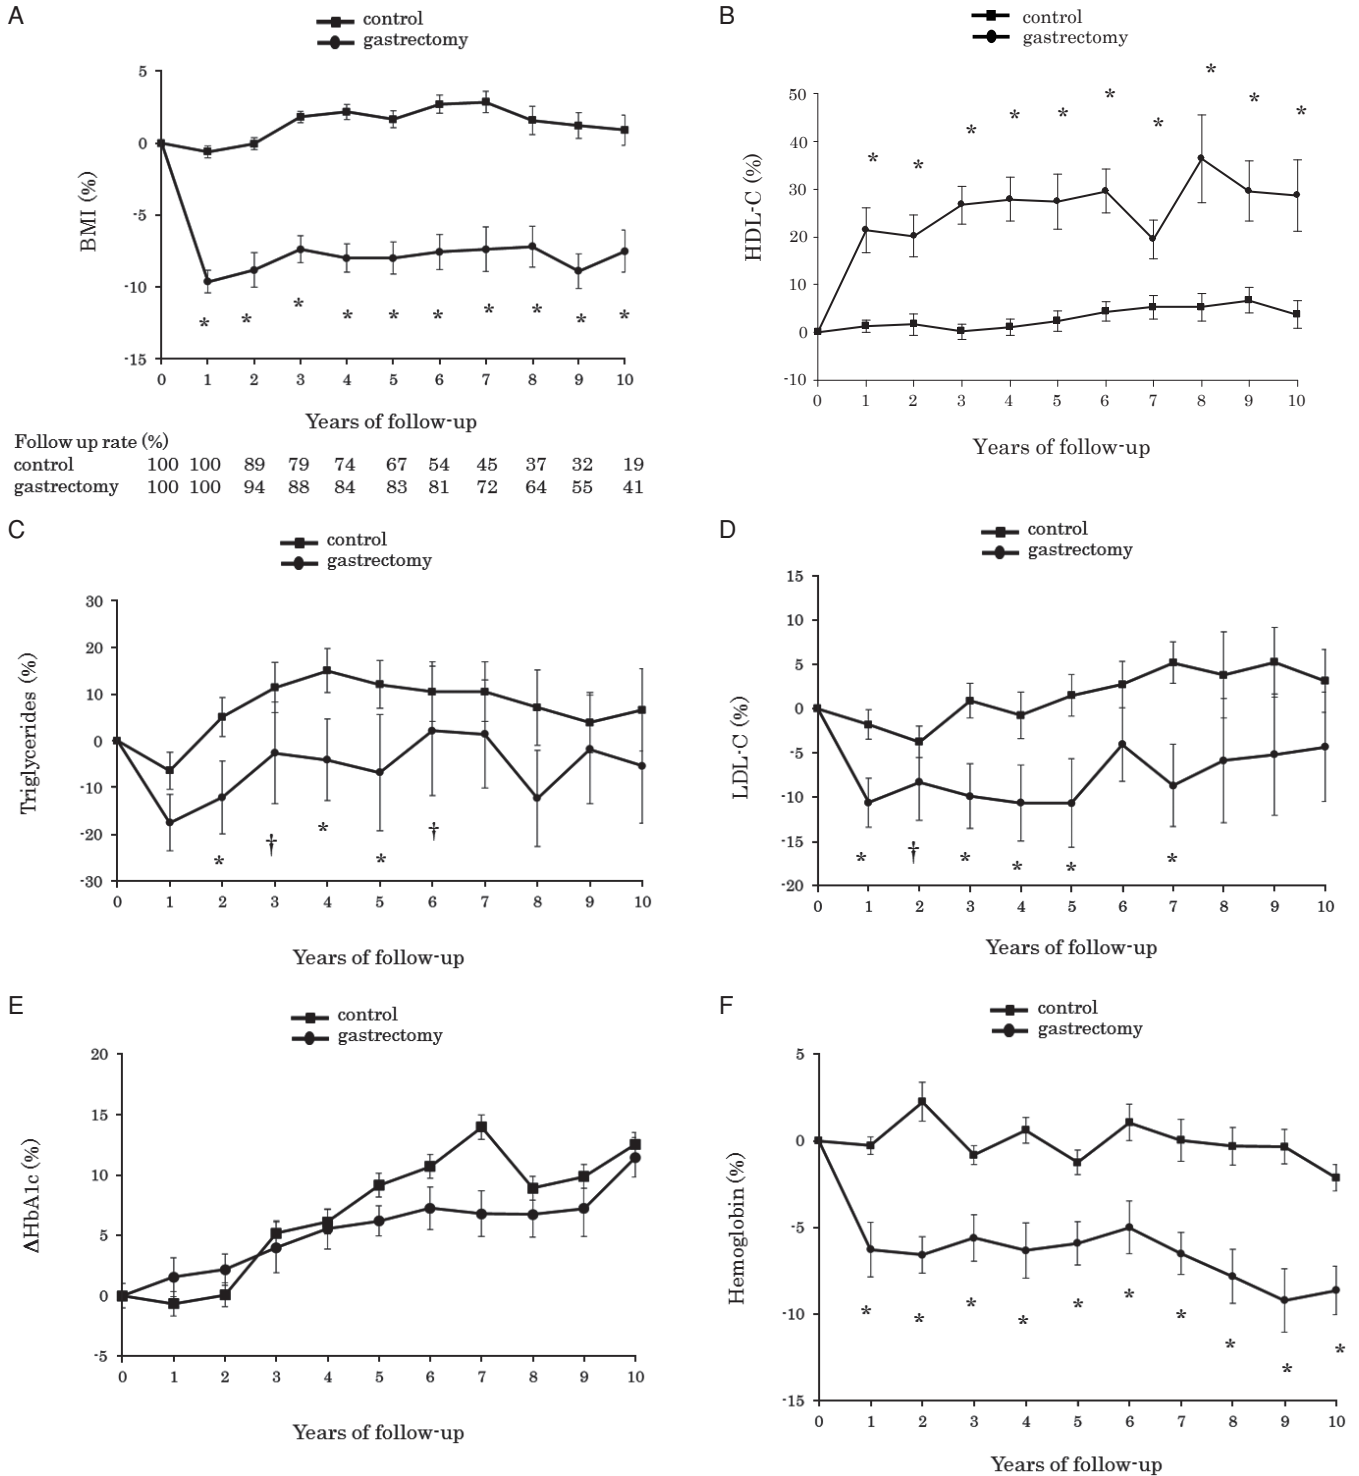 A
control
gastrectomy
5
0
-5
-10
-15
BMI (%)
* * * * * * * * * *
0 1 2 3 4 5 6 7 8 9 10
Years of follow-up
Follow up rate (%)
control 100 100 89 79 74 67 54 45 37 32 19
gastrectomy 100 100 94 88 84 83 81 72 64 55 41
B
control
gastrectomy
50
40
30
20
10
0
-10
HDL-C (%)
* * * * * * * * * *
0 1 2 3 4 5 6 7 8 9 10
Years of follow-up
C
control
gastrectomy
30
20
10
0
-10
-20
-30
Triglycerides (%)
* † * * †
0 1 2 3 4 5 6 7 8 9 10
Years of follow-up
D
control
gastrectomy
15
10
5
0
-5
-10
-15
-20
LDL-C (%)
* † * * * *
0 1 2 3 4 5 6 7 8 9 10
Years of follow-up
E
control
gastrectomy
20
15
10
5
0
-5
ΔHbA1c (%)
0 1 2 3 4 5 6 7 8 9 10
Years of follow-up
F
control
gastrectomy
5
0
-5
-10
-15
Hemoglobin (%)
* * * * * * * * * *
0 1 2 3 4 5 6 7 8 9 10
Years of follow-up